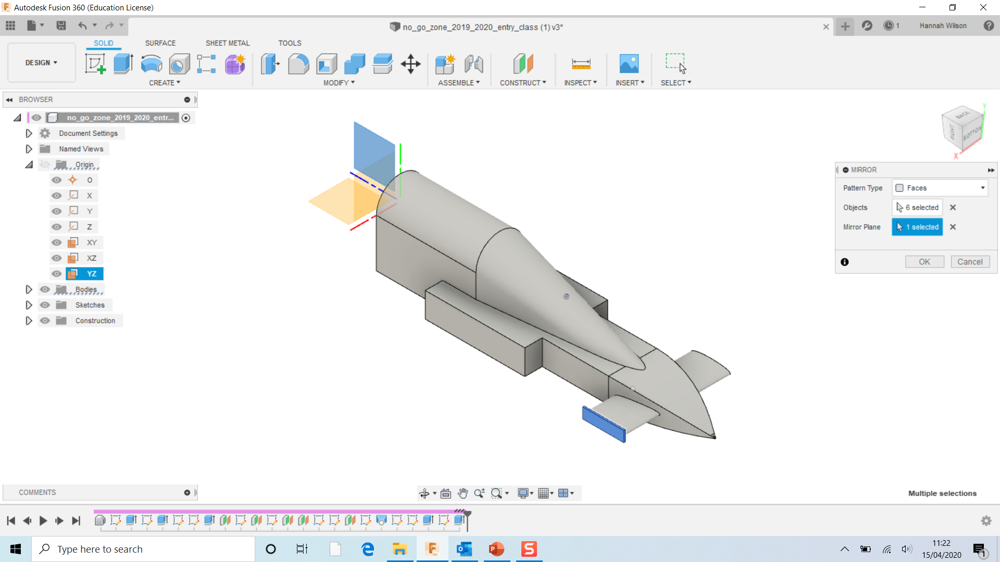 Autodesk Fusion 360 (Education License)
no_go_zone_2019_2020_entry_class (1) v3*
1
Hannah Wilson
SOLID SURFACE SHEET METAL TOOLS
DESIGN
CREATE MODIFY ASSEMBLE CONSTRUCT INSPECT INSERT SELECT
BROWSER
no_go_zone_2019_2020_entr...
Document Settings
Named Views
Origin
O
X
Y
Z
XY
XZ
YZ
Bodies
Sketches
Construction
BACK
RIGHT
BOTTOM
Y
X
MIRROR
Pattern Type Faces
Objects 6 selected
Mirror Plane 1 selected
OK Cancel
COMMENTS
Multiple selections
Type here to search
11:22
15/04/2020
1